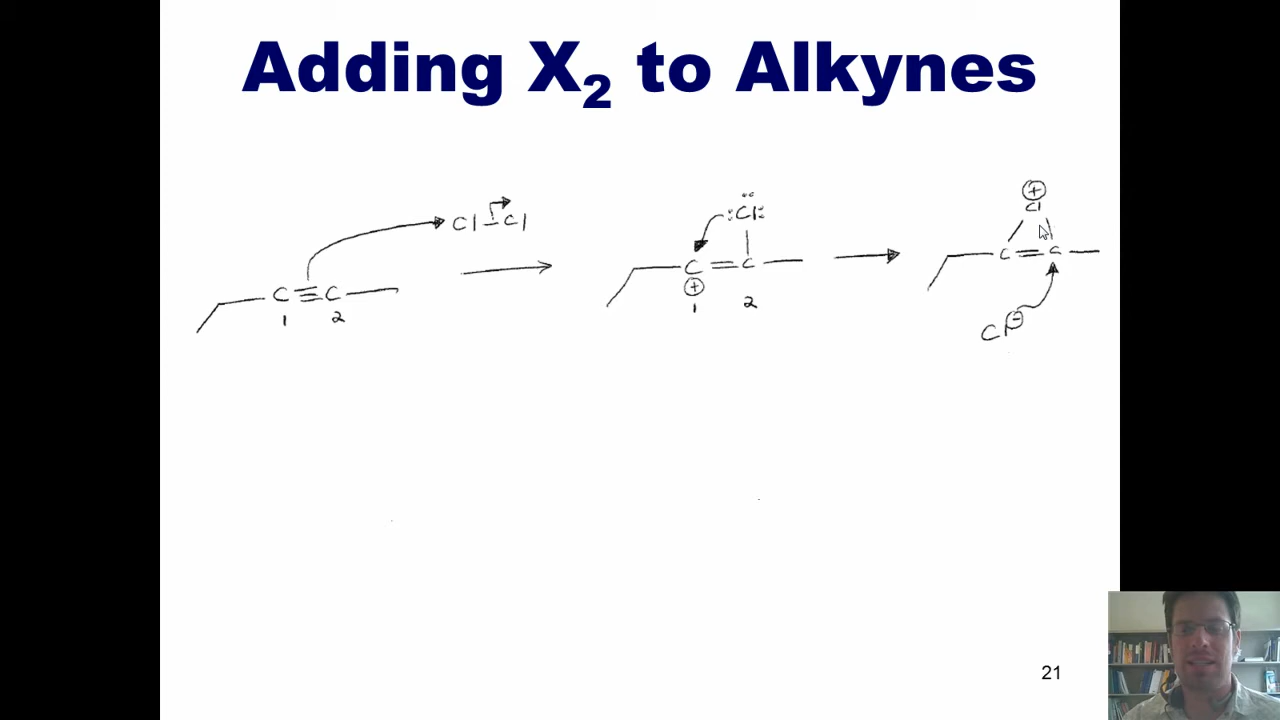 Adding X₂ to Alkynes
Cl–Cl
C≡C
1 2
:Cl:
C=C
⊕
1 2
⊕
Cl
C=C
Cl⊖
21